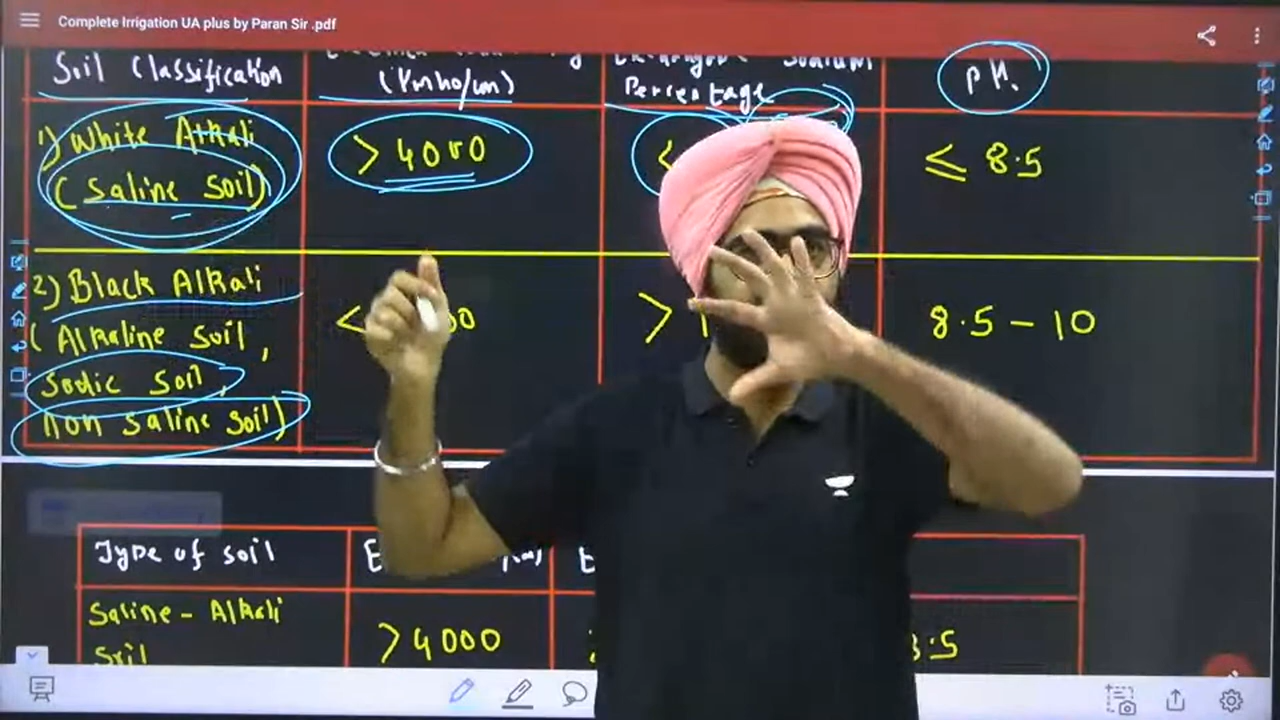 Complete Irrigation UA plus by Paran Sir .pdf
Soil Classification
(μmho/cm)
Percentage
PH.
1) White Alkali
(Saline Soil)
> 4000
<
≤ 8.5
2) Black Alkali
(Alkaline Soil,
Sodic Soil,
non Saline Soil)
<
> 1
8.5 - 10
Type of Soil
Saline - Alkali
Soil
> 4000